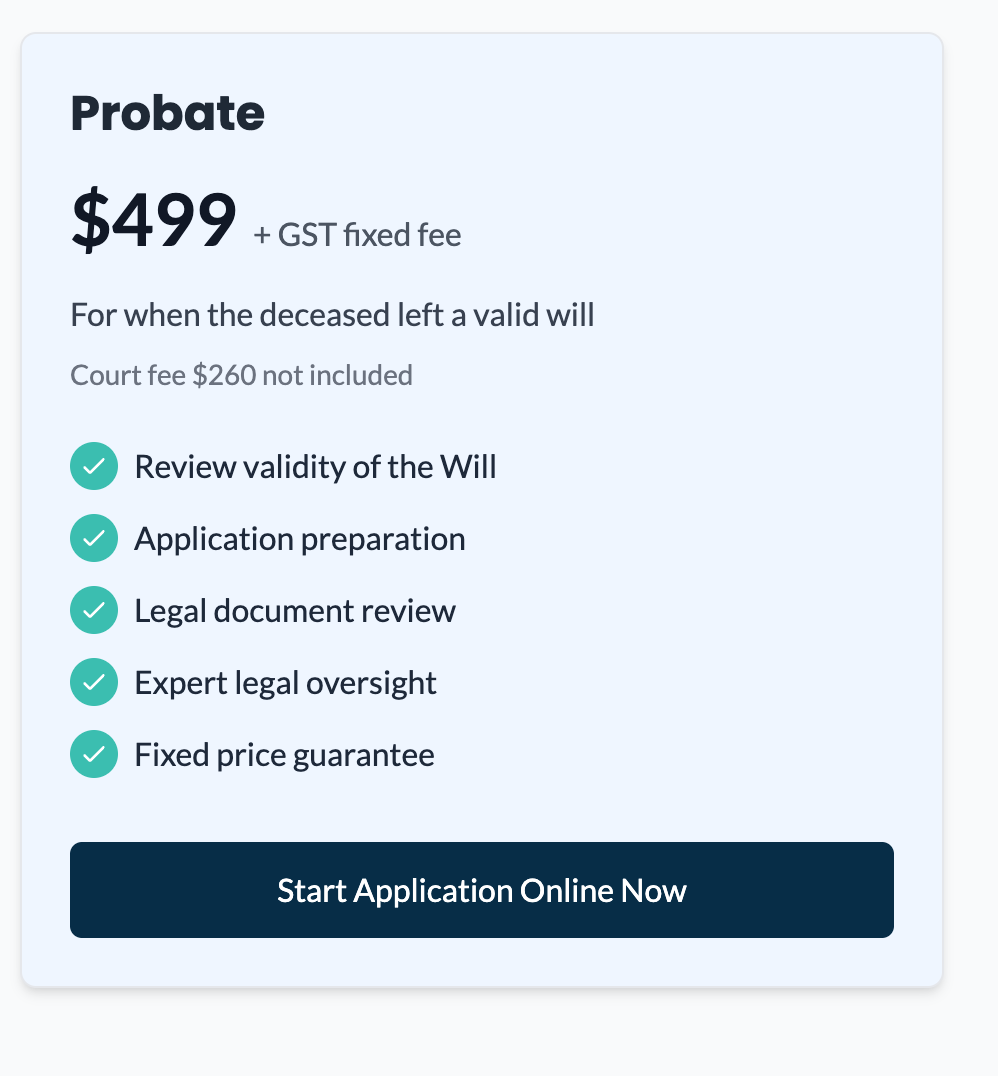 Probate
$499 + GST fixed fee
For when the deceased left a valid will
Court fee $260 not included
Review validity of the Will
Application preparation
Legal document review
Expert legal oversight
Fixed price guarantee
Start Application Online Now